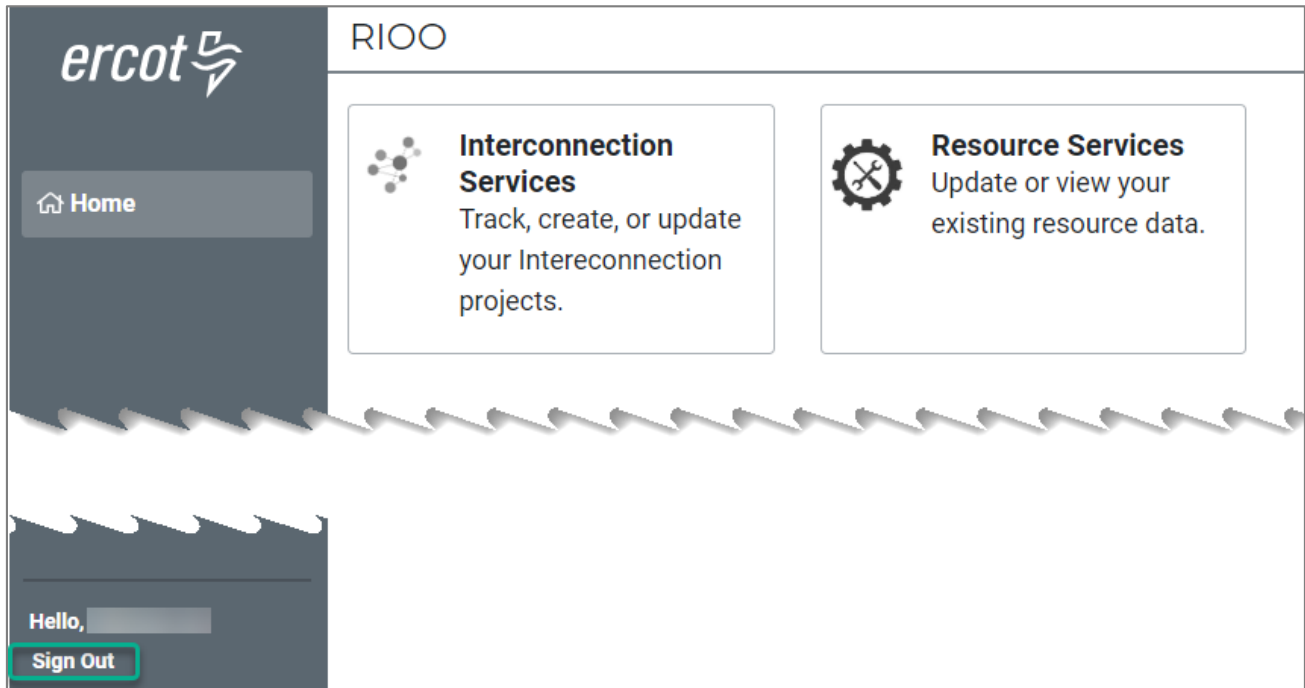 ercot
RIOO
Home
Interconnection
Services
Track, create, or update
your Intereconnection
projects.
Resource Services
Update or view your
existing resource data.
Hello,
Sign Out